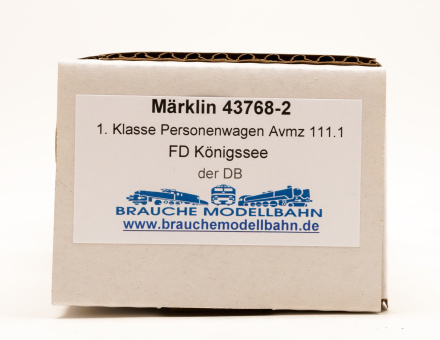 Märklin 43768-2
1. Klasse Personenwagen Avmz 111.1
FD Königssee
der DB
BRAUCHE MODELLBAHN
www.brauchemodellbahn.de